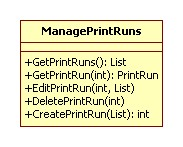 ManagePrintRuns
+GetPrintRuns(): List
+GetPrintRun(int): PrintRun
+EditPrintRun(int, List)
+DeletePrintRun(int)
+CreatePrintRun(List): int